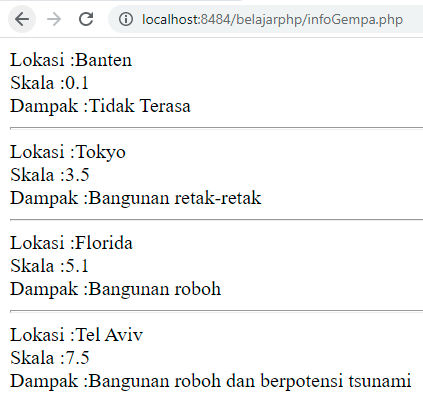 localhost:8484/belajarphp/infoGempa.php
Lokasi :Banten
Skala :0.1
Dampak :Tidak Terasa
Lokasi :Tokyo
Skala :3.5
Dampak :Bangunan retak-retak
Lokasi :Florida
Skala :5.1
Dampak :Bangunan roboh
Lokasi :Tel Aviv
Skala :7.5
Dampak :Bangunan roboh dan berpotensi tsunami